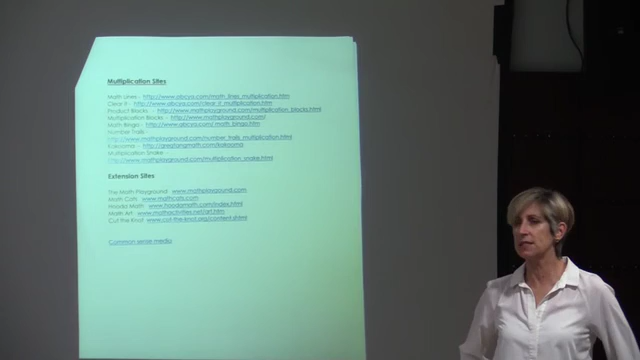 Multiplication Sites
Math Lines - http://www.abcya.com/math_lines_multiplication.htm
Clear It - http://www.abcya.com/clear_it_multiplication.htm
Product Blocks - http://www.mathplayground.com/multiplication_blocks.html
Multiplication Blocks - http://www.mathplayground.com/
Math Bingo - http://www.abcya.com/math_bingo.htm
Number Trails -
http://www.mathplayground.com/number_trails_multiplication.html
Kakooma - http://gregtangmath.com/kakooma
Multiplication Snake -
http://www.mathplayground.com/multiplication_snake.html
Extension Sites
The Math Playground www.mathplayground.com
Math Cats www.mathcats.com
Hooda Math www.hoodamath.com/index.html
Math Art www.mathactivities.net/art.htm
Cut the Knot www.cut-the-knot.org/content.shtml
Common sense media